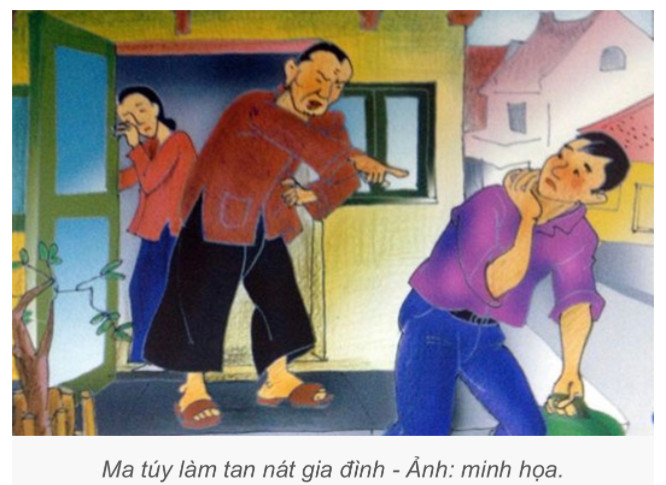 Ma túy làm tan nát gia đình - Ảnh: minh họa.